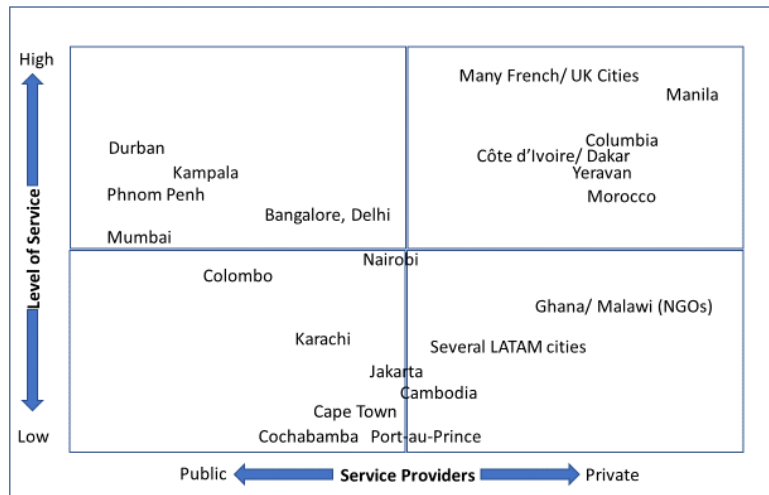 High
Many French/ UK Cities
Manila
Durban
Columbia
Côte d’Ivoire/ Dakar
Kampala
Yeravan
Phnom Penh
Morocco
Bangalore, Delhi
Mumbai
Level of Service
Nairobi
Colombo
Ghana/ Malawi (NGOs)
Karachi
Several LATAM cities
Jakarta
Cambodia
Cape Town
Low
Cochabamba
Port-au-Prince
Public
Service Providers
Private